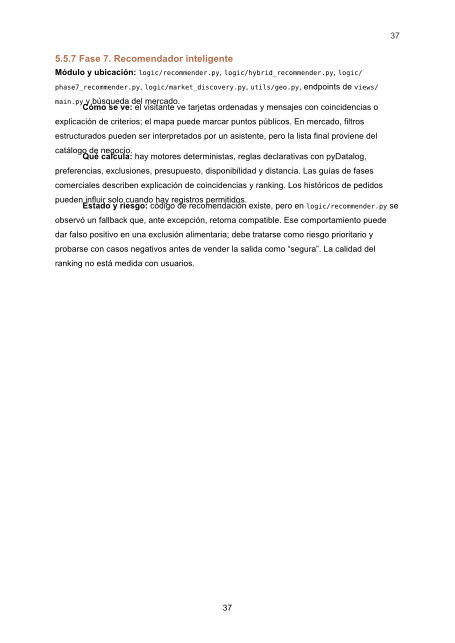 37
5.5.7 Fase 7. Recomendador inteligente
Módulo y ubicación: logic/recommender.py, logic/hybrid_recommender.py, logic/
phase7_recommender.py, logic/market_discovery.py, utils/geo.py, endpoints de views/
main.py y búsqueda del mercado.
Cómo se ve: el visitante ve tarjetas ordenadas y mensajes con coincidencias o
explicación de criterios; el mapa puede marcar puntos públicos. En mercado, filtros
estructurados pueden ser interpretados por un asistente, pero la lista final proviene del
catálogo de negocio.
Qué calcula: hay motores deterministas, reglas declarativas con pyDatalog,
preferencias, exclusiones, presupuesto, disponibilidad y distancia. Las guías de fases
comerciales describen explicación de coincidencias y ranking. Los históricos de pedidos
pueden influir solo cuando hay registros permitidos.
Estado y riesgo: código de recomendación existe, pero en logic/recommender.py se
observó un fallback que, ante excepción, retorna compatible. Ese comportamiento puede
dar falso positivo en una exclusión alimentaria; debe tratarse como riesgo prioritario y
probarse con casos negativos antes de vender la salida como “segura”. La calidad del
ranking no está medida con usuarios.
37